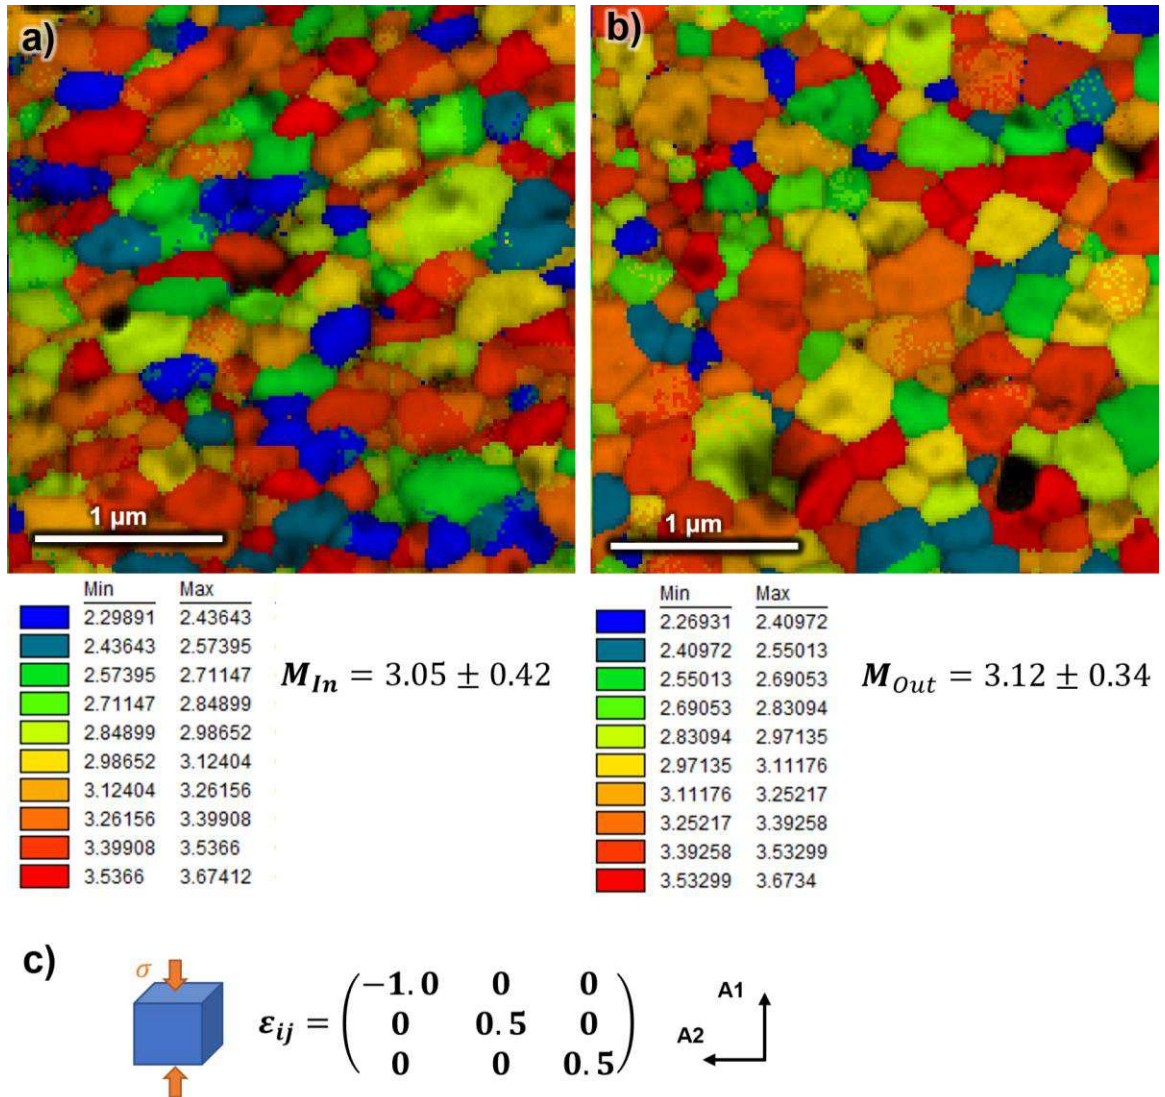 a)
b)
1 µm
1 µm
Min Max
2.29891 2.43643
2.43643 2.57395
2.57395 2.71147
2.71147 2.84899
2.84899 2.98652
2.98652 3.12404
3.12404 3.26156
3.26156 3.39908
3.39908 3.5366
3.5366 3.67412
M_In = 3.05 ± 0.42
Min Max
2.26931 2.40972
2.40972 2.55013
2.55013 2.69053
2.69053 2.83094
2.83094 2.97135
2.97135 3.11176
3.11176 3.25217
3.25217 3.39258
3.39258 3.53299
3.53299 3.6734
M_Out = 3.12 ± 0.34
c)
σ
ε_ij =
−1.0 0 0
0 0.5 0
0 0 0.5
A1
A2